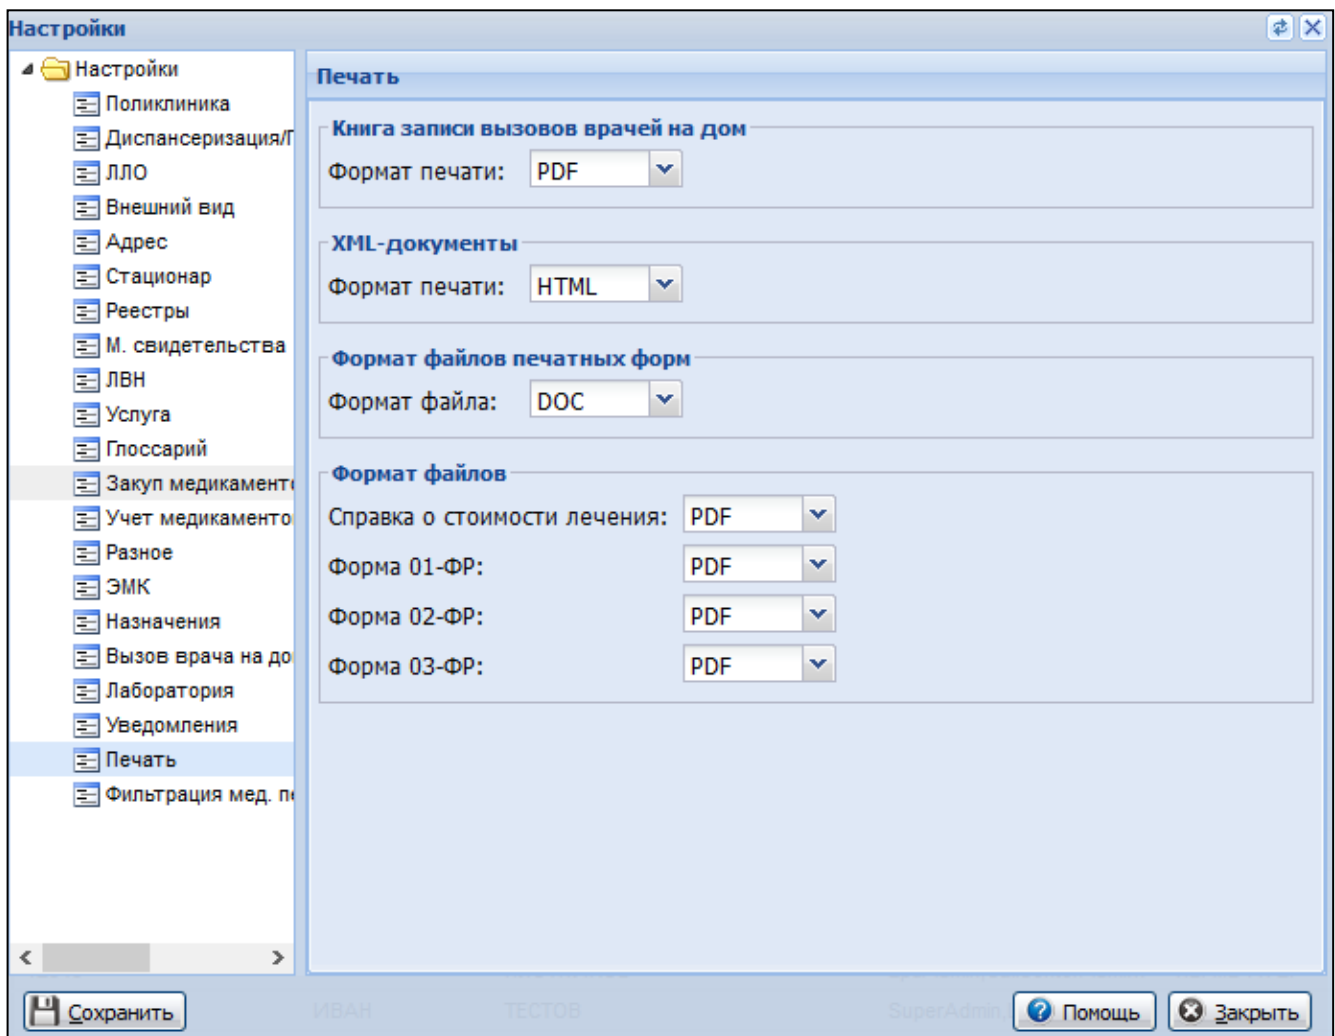 Настройки
Настройки
Поликлиника
Диспансеризация/П
ЛЛО
Внешний вид
Адрес
Стационар
Реестры
М. свидетельства
ЛВН
Услуга
Глоссарий
Закуп медикаменто
Учет медикаменто
Разное
ЭМК
Назначения
Вызов врача на до
Лаборатория
Уведомления
Печать
Фильтрация мед. п
Печать
Книга записи вызовов врачей на дом
Формат печати: PDF
XML-документы
Формат печати: HTML
Формат файлов печатных форм
Формат файла: DOC
Формат файлов
Справка о стоимости лечения: PDF
Форма 01-ФР: PDF
Форма 02-ФР: PDF
Форма 03-ФР: PDF
Сохранить ИВАН ТЕСТОВ SuperAdmin, Помощь Закрыть